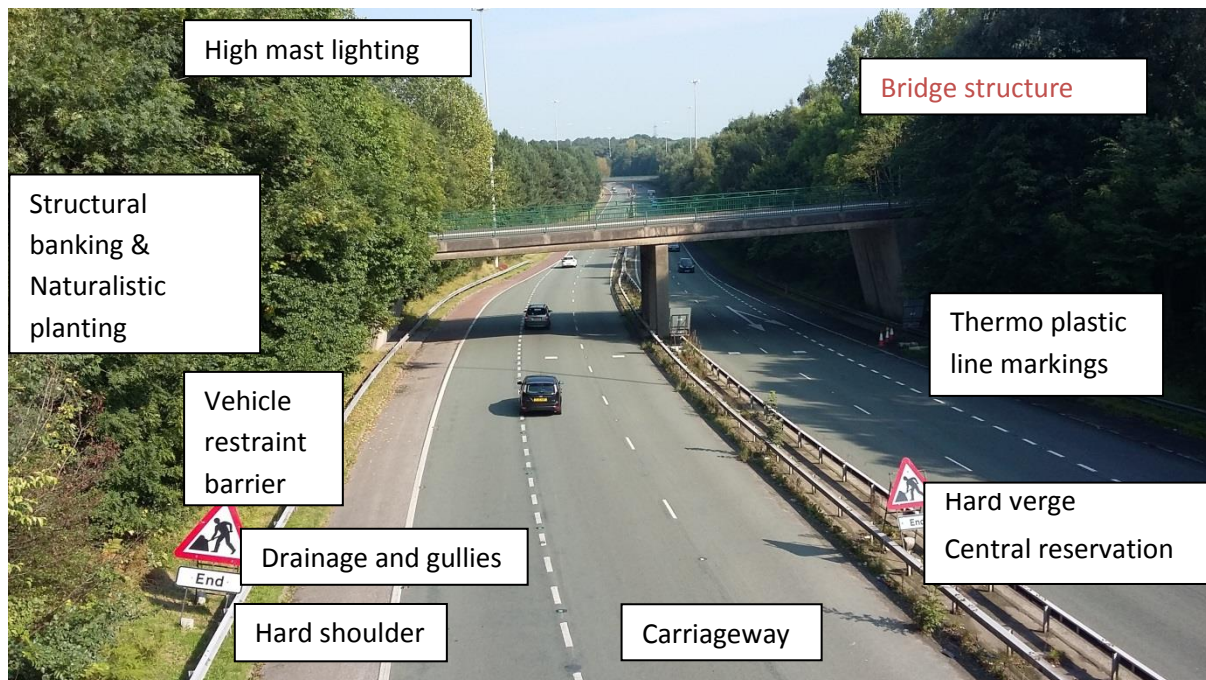 High mast lighting
Bridge structure
Structural
banking &
Naturalistic
planting
Thermo plastic
line markings
Vehicle
restraint
barrier
Hard verge
Central reservation
End
End
Drainage and gullies
Hard shoulder
Carriageway